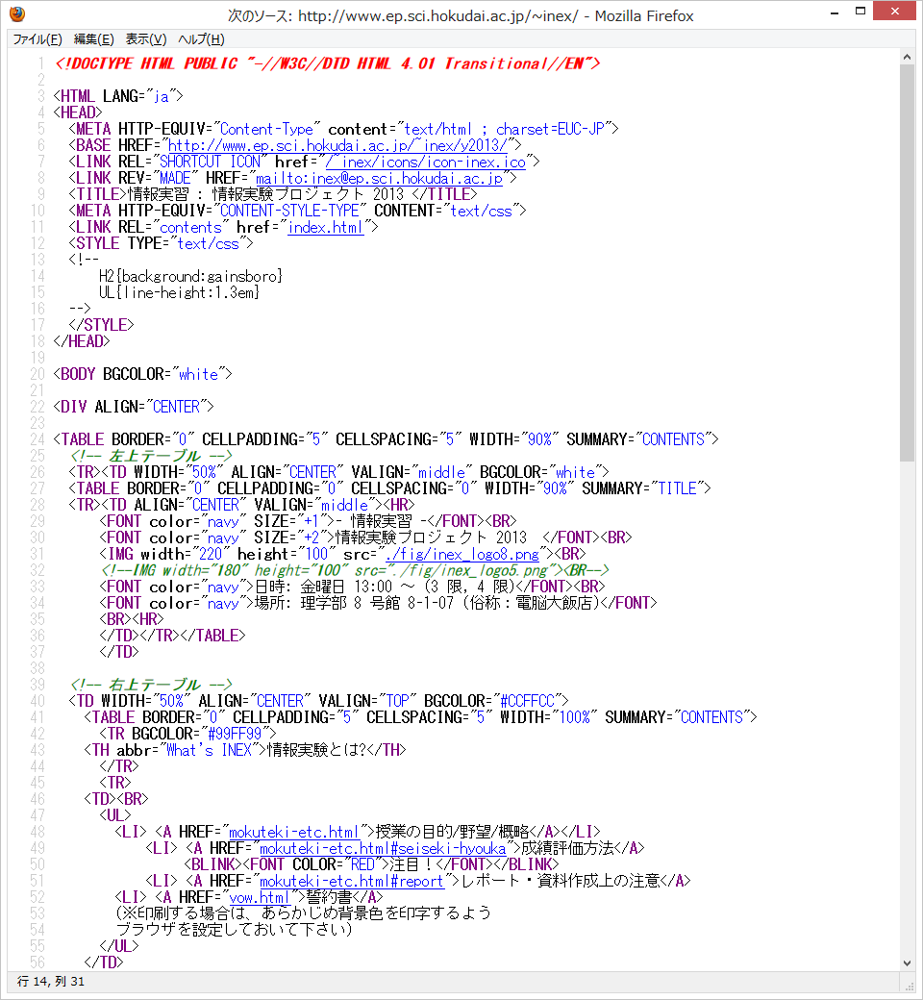 次のソース: http://www.ep.sci.hokudai.ac.jp/~inex/ - Mozilla Firefox
ファイル(F) 編集(E) 表示(V) ヘルプ(H)
1 <!DOCTYPE HTML PUBLIC "-//W3C//DTD HTML 4.01 Transitional//EN">
2
3 <HTML LANG="ja">
4 <HEAD>
5   <META HTTP-EQUIV="Content-Type" content="text/html ; charset=EUC-JP">
6   <BASE HREF="http://www.ep.sci.hokudai.ac.jp/~inex/y2013/">
7   <LINK REL="SHORTCUT ICON" href="/~inex/icons/icon-inex.ico">
8   <LINK REV="MADE" HREF="mailto:inex@ep.sci.hokudai.ac.jp">
9   <TITLE>情報実習 : 情報実験プロジェクト 2013 </TITLE>
10   <META HTTP-EQUIV="CONTENT-STYLE-TYPE" CONTENT="text/css">
11   <LINK REL="contents" href="index.html">
12   <STYLE TYPE="text/css">
13   <!--
14       H2{background:gainsboro}
15       UL{line-height:1.3em}
16   -->
17   </STYLE>
18 </HEAD>
19
20 <BODY BGCOLOR="white">
21
22 <DIV ALIGN="CENTER">
23
24 <TABLE BORDER="0" CELLPADDING="5" CELLSPACING="5" WIDTH="90%" SUMMARY="CONTENTS">
25   <!-- 左上テーブル -->
26   <TR><TD WIDTH="50%" ALIGN="CENTER" VALIGN="middle" BGCOLOR="white">
27   <TABLE BORDER="0" CELLPADDING="0" CELLSPACING="0" WIDTH="90%" SUMMARY="TITLE">
28   <TR><TD ALIGN="CENTER" VALIGN="middle"><HR>
29       <FONT color="navy" SIZE="+1">- 情報実習 -</FONT><BR>
30       <FONT color="navy" SIZE="+2">情報実験プロジェクト 2013  </FONT><BR>
31       <IMG width="220" height="100" src="./fig/inex_logo8.png"><BR>
32       <!--IMG width="180" height="100" src="./fig/inex_logo5.png"><BR-->
33       <FONT color="navy">日時: 金曜日 13:00 ～ (3 限, 4 限)</FONT><BR>
34       <FONT color="navy">場所: 理学部 8 号館 8-1-07 (俗称：電脳大飯店)</FONT>
35       <BR><HR>
36       </TD></TR></TABLE>
37       </TD>
38
39   <!-- 右上テーブル -->
40   <TD WIDTH="50%" ALIGN="CENTER" VALIGN="TOP" BGCOLOR="#CCFFCC">
41     <TABLE BORDER="0" CELLPADDING="5" CELLSPACING="5" WIDTH="100%" SUMMARY="CONTENTS">
42       <TR BGCOLOR="#99FF99">
43     <TH abbr="What's INEX">情報実験とは?</TH>
44       </TR>
45       <TR>
46     <TD><BR>
47       <UL>
48         <LI> <A HREF="mokuteki-etc.html">授業の目的/野望/概略</A></LI>
49             <LI> <A HREF="mokuteki-etc.html#seiseki-hyouka">成績評価方法</A>
50                  <BLINK><FONT COLOR="RED">注目！</FONT></BLINK>
51             <LI> <A HREF="mokuteki-etc.html#report">レポート・資料作成上の注意</A>
52         <LI> <A HREF="vow.html">誓約書</A>
53         (※印刷する場合は、あらかじめ背景色を印字するよう
54         ブラウザを設定しておいて下さい)
55       </UL>
56     </TD>
行 14, 列 31